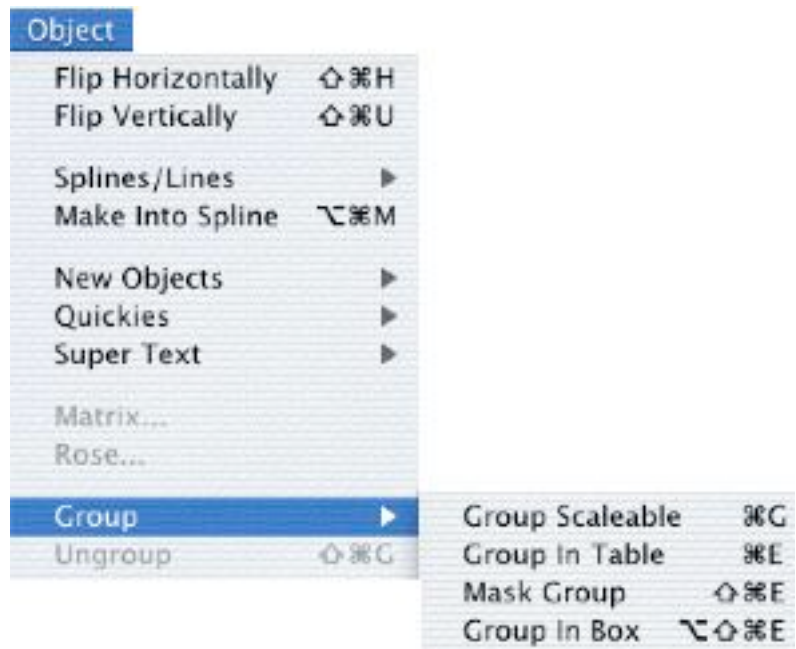 Object
Flip Horizontally ⇧⌘H
Flip Vertically ⇧⌘U
Splines/Lines ▶
Make Into Spline ⌥⌘M
New Objects ▶
Quickies ▶
Super Text ▶
Matrix...
Rose...
Group ▶
Ungroup ⇧⌘G
Group Scaleable ⌘G
Group In Table ⌘E
Mask Group ⇧⌘E
Group In Box ⌥⇧⌘E